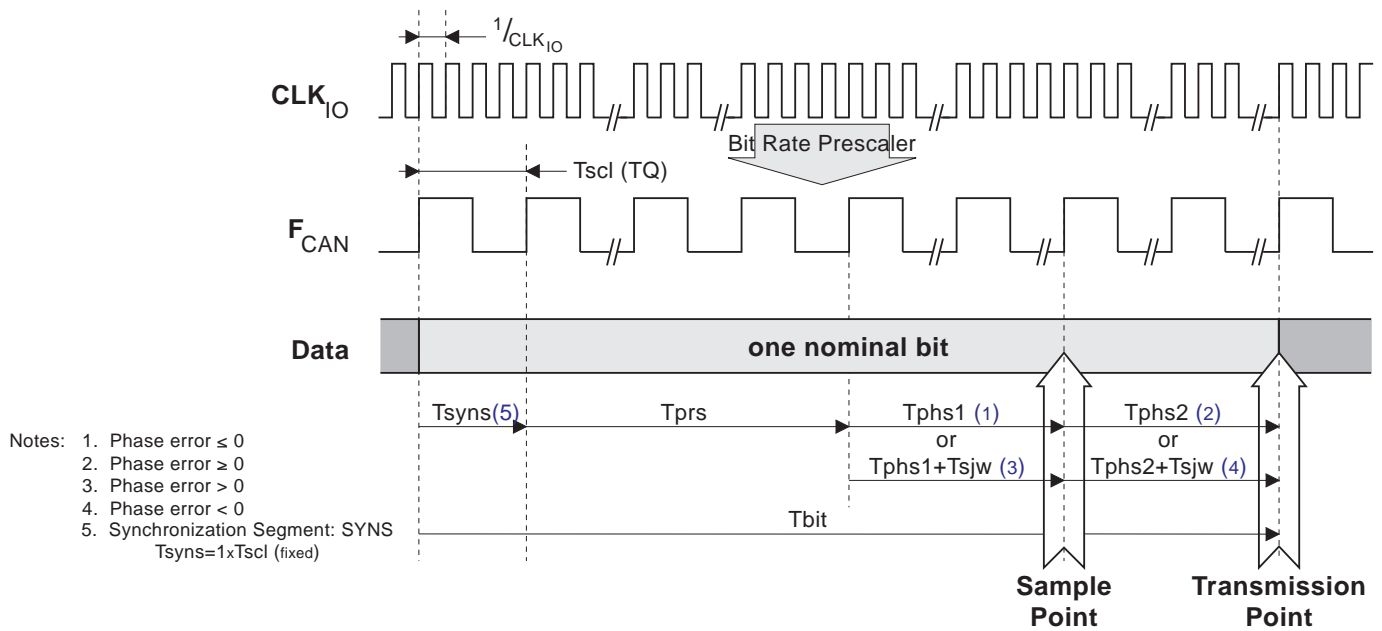 1/CLKIO
CLKIO
Bit Rate Prescaler
Tscl (TQ)
FCAN
Data
one nominal bit
Tsyns(5)
Tprs
Tphs1 (1)
or
Tphs1+Tsjw (3)
Tphs2 (2)
or
Tphs2+Tsjw (4)
Tbit
Notes: 1. Phase error ≤ 0
2. Phase error ≥ 0
3. Phase error > 0
4. Phase error < 0
5. Synchronization Segment: SYNS
Tsyns=1xTscl (fixed)
Sample
Point
Transmission
Point